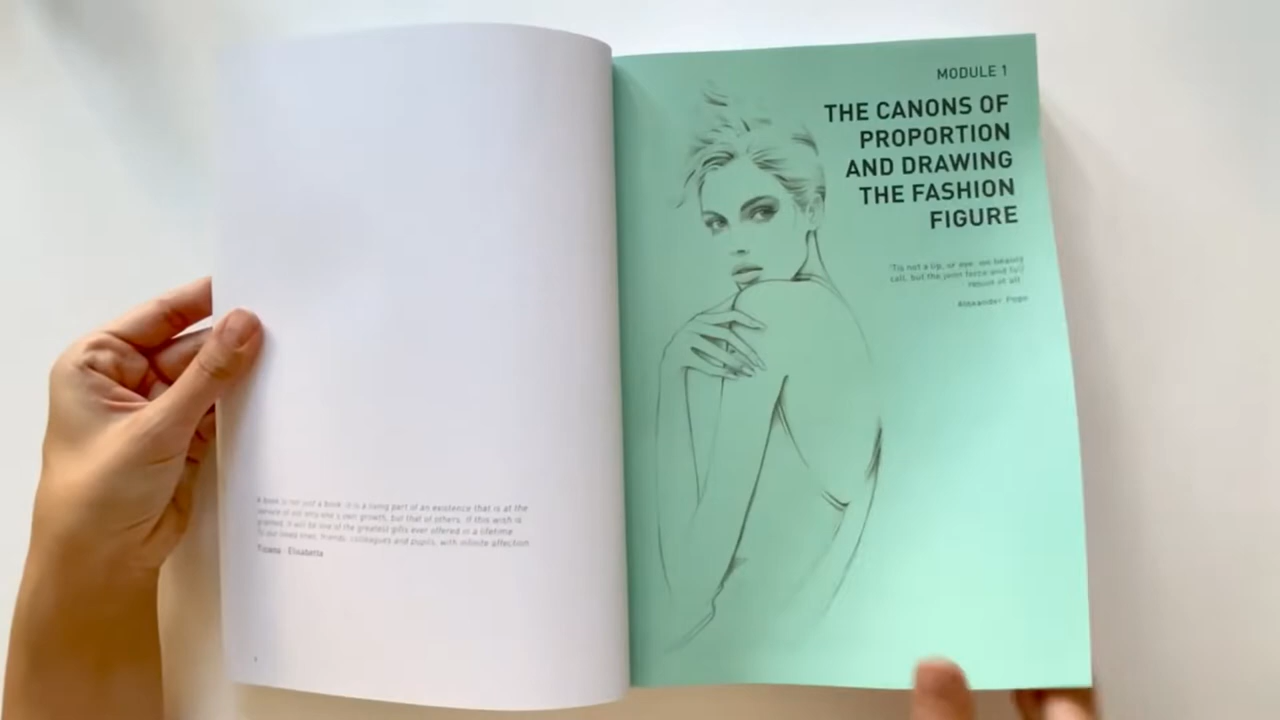 A book is not just a book: it is a living part of an existence that is at the
service of not only one's own growth, but that of others. If this wish is
granted, it will be one of the greatest gifts ever offered in a lifetime
To our loved ones, friends, colleagues and pupils, with infinite affection
Tiziana Elisabetta
MODULE 1
THE CANONS OF
PROPORTION
AND DRAWING
THE FASHION
FIGURE
'Tis not a lip, or eye, we beauty
call, but the joint force and full
result of all.
Alexander Pope